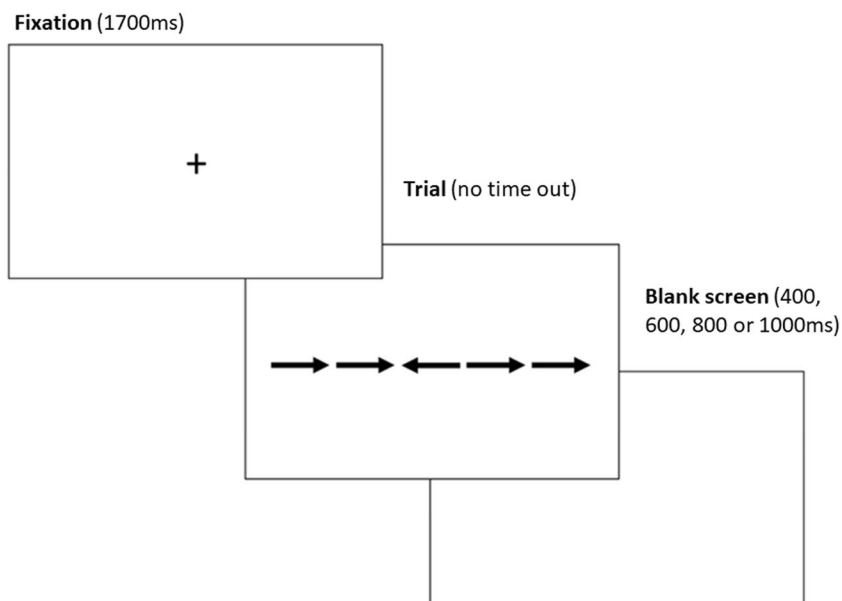 Fixation (1700ms)
+
Trial (no time out)
Blank screen (400,
600, 800 or 1000ms)